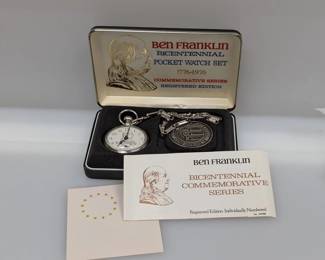 BEN FRANKLIN
BICENTENNIAL
POCKET WATCH SET
1776-1976
COMMEMORATIVE SERIES
REGISTERED EDITION
BEN FRANKLIN
BICENTENNIAL
COMMEMORATIVE
SERIES
Registered Edition Individually Numbered